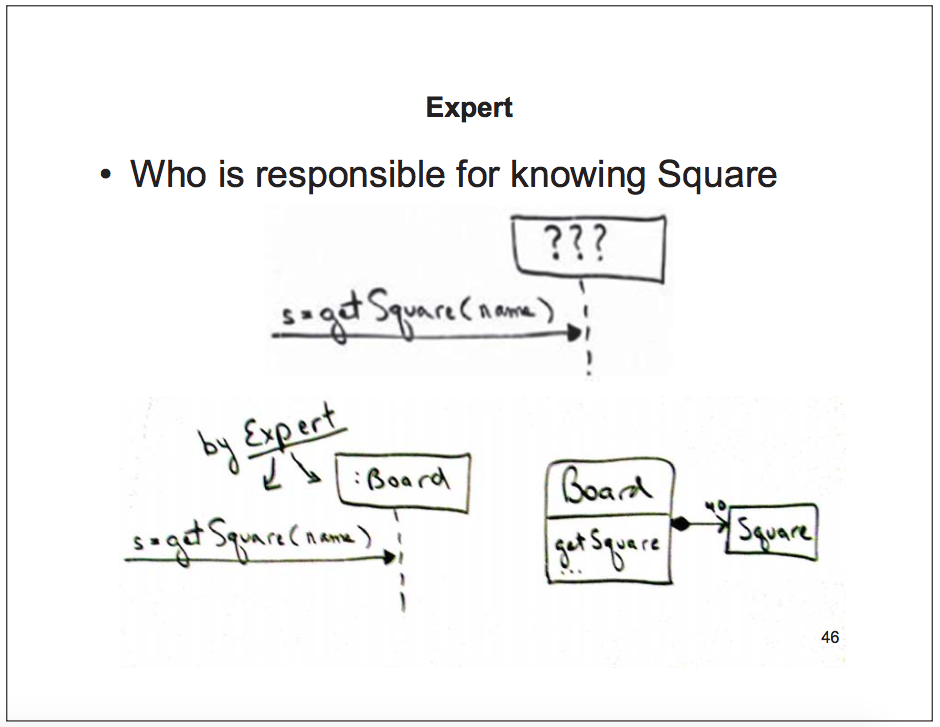 Expert
• Who is responsible for knowing Square
???
s = getSquare(name)
by Expert
:Board
s = getSquare(name)
Board
getSquare
...
40
Square
46